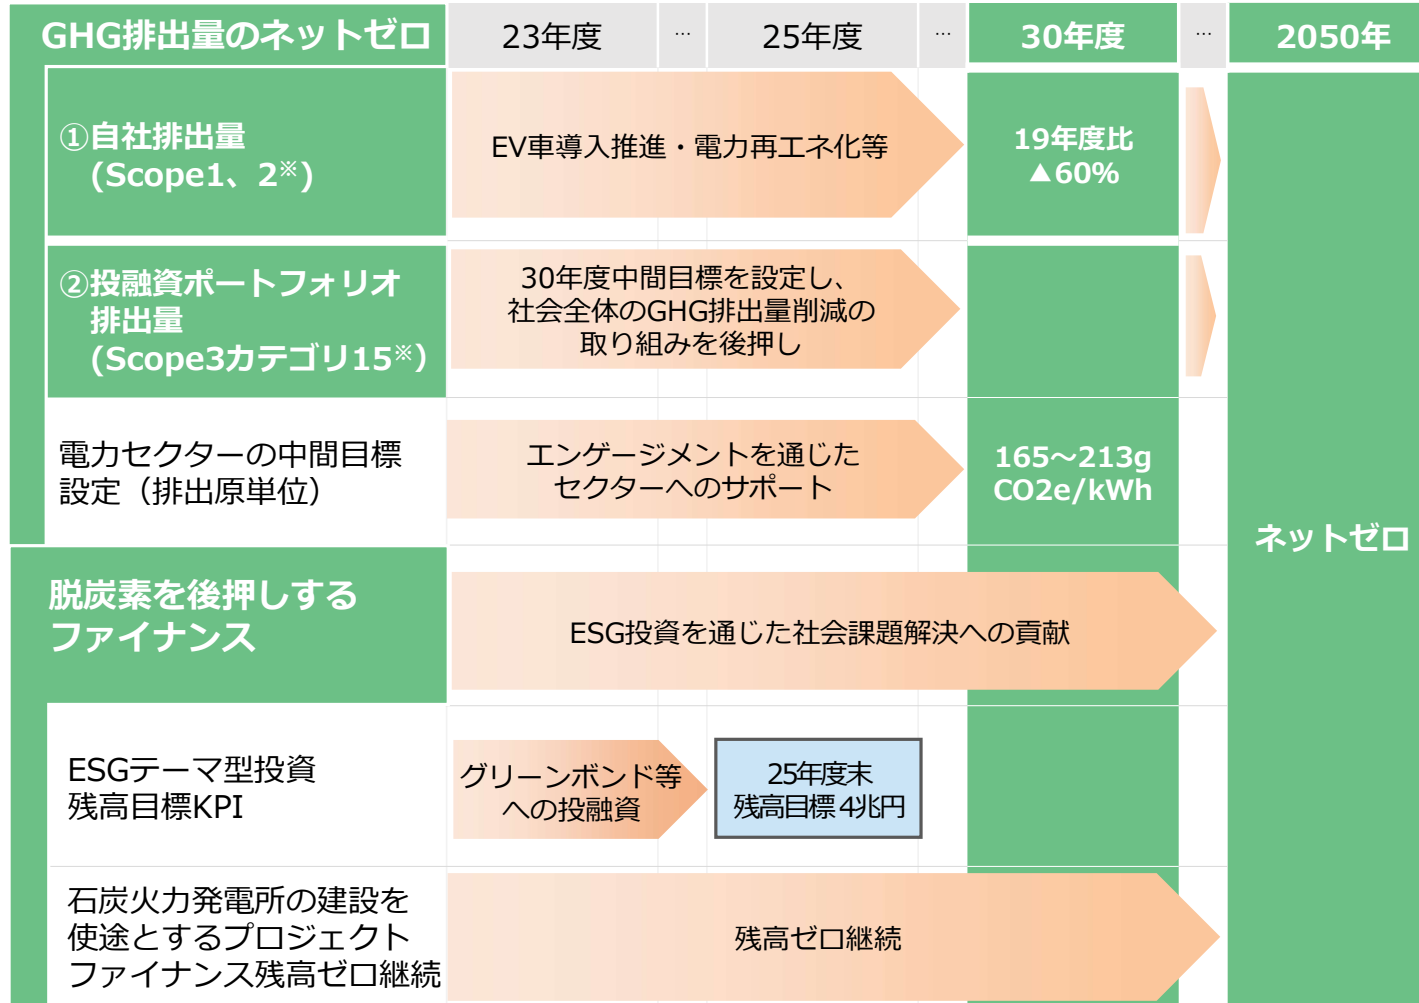 GHG排出量のネットゼロ
23年度
…
25年度
…
30年度
…
2050年
①自社排出量
(Scope1、2※)
EV車導入推進・電力再エネ化等
19年度比
▲60%
②投融資ポートフォリオ
排出量
(Scope3カテゴリ15※)
30年度中間目標を設定し、
社会全体のGHG排出量削減の
取り組みを後押し
電力セクターの中間目標
設定（排出原単位）
エンゲージメントを通じた
セクターへのサポート
165～213g
CO2e/kWh
ネットゼロ
脱炭素を後押しする
ファイナンス
ESG投資を通じた社会課題解決への貢献
ESGテーマ型投資
残高目標KPI
グリーンボンド等
への投融資
25年度末
残高目標 4兆円
石炭火力発電所の建設を
使途とするプロジェクト
ファイナンス残高ゼロ継続
残高ゼロ継続